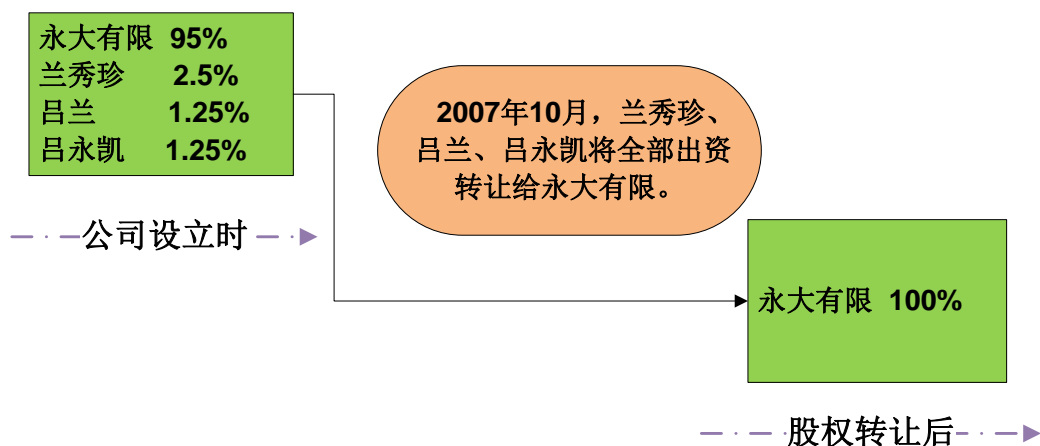 永大有限 95%
兰秀珍 2.5%
吕兰 1.25%
吕永凯 1.25%
2007年10月，兰秀珍、
吕兰、吕永凯将全部出资
转让给永大有限。
公司设立时
永大有限 100%
股权转让后